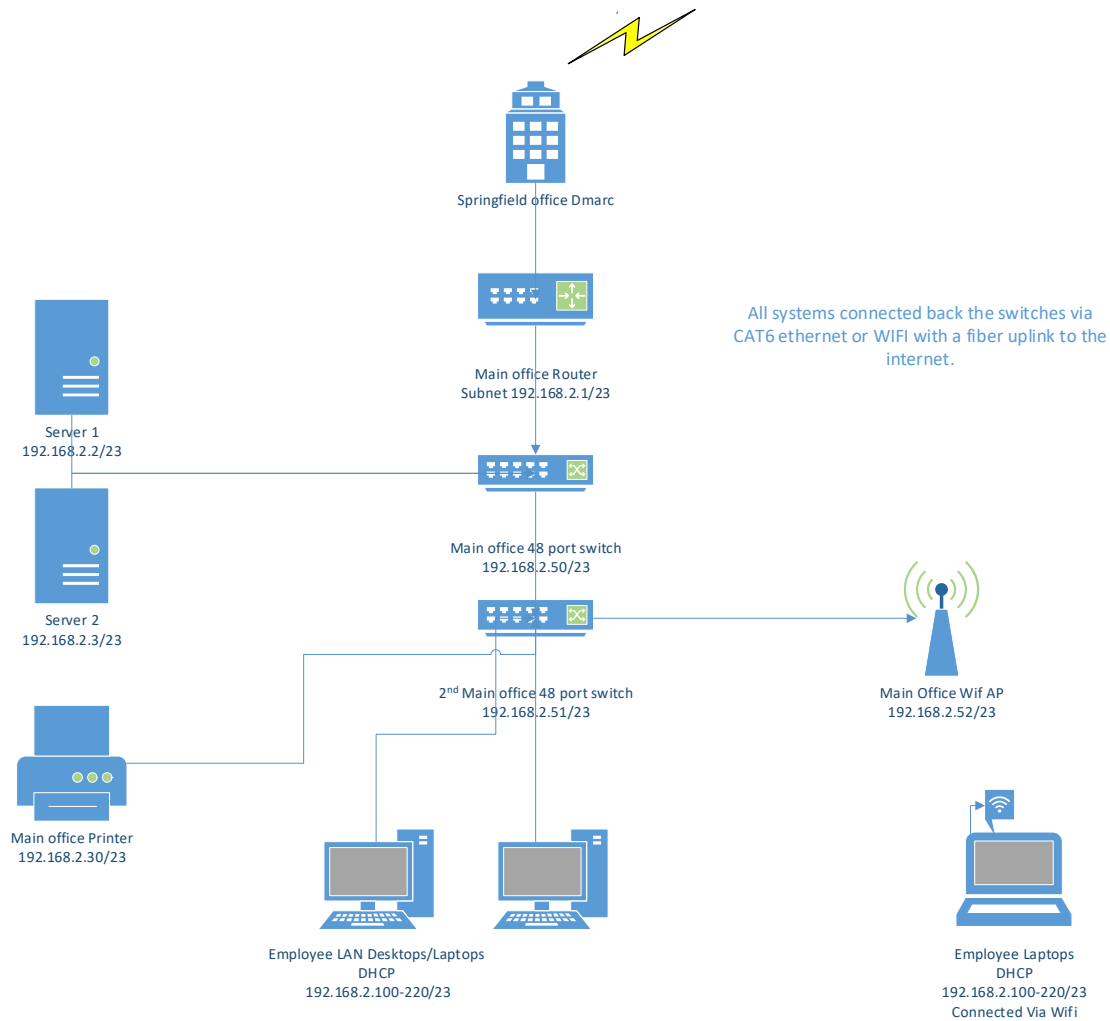 Springfield office Dmarc
All systems connected back the switches via
CAT6 ethernet or WIFI with a fiber uplink to the
internet.
Main office Router
Subnet 192.168.2.1/23
Server 1
192.168.2.2/23
Main office 48 port switch
192.168.2.50/23
Server 2
192.168.2.3/23
2nd Main office 48 port switch
192.168.2.51/23
Main Office Wif AP
192.168.2.52/23
Main office Printer
192.168.2.30/23
Employee LAN Desktops/Laptops
DHCP
192.168.2.100-220/23
Employee Laptops
DHCP
192.168.2.100-220/23
Connected Via Wifi